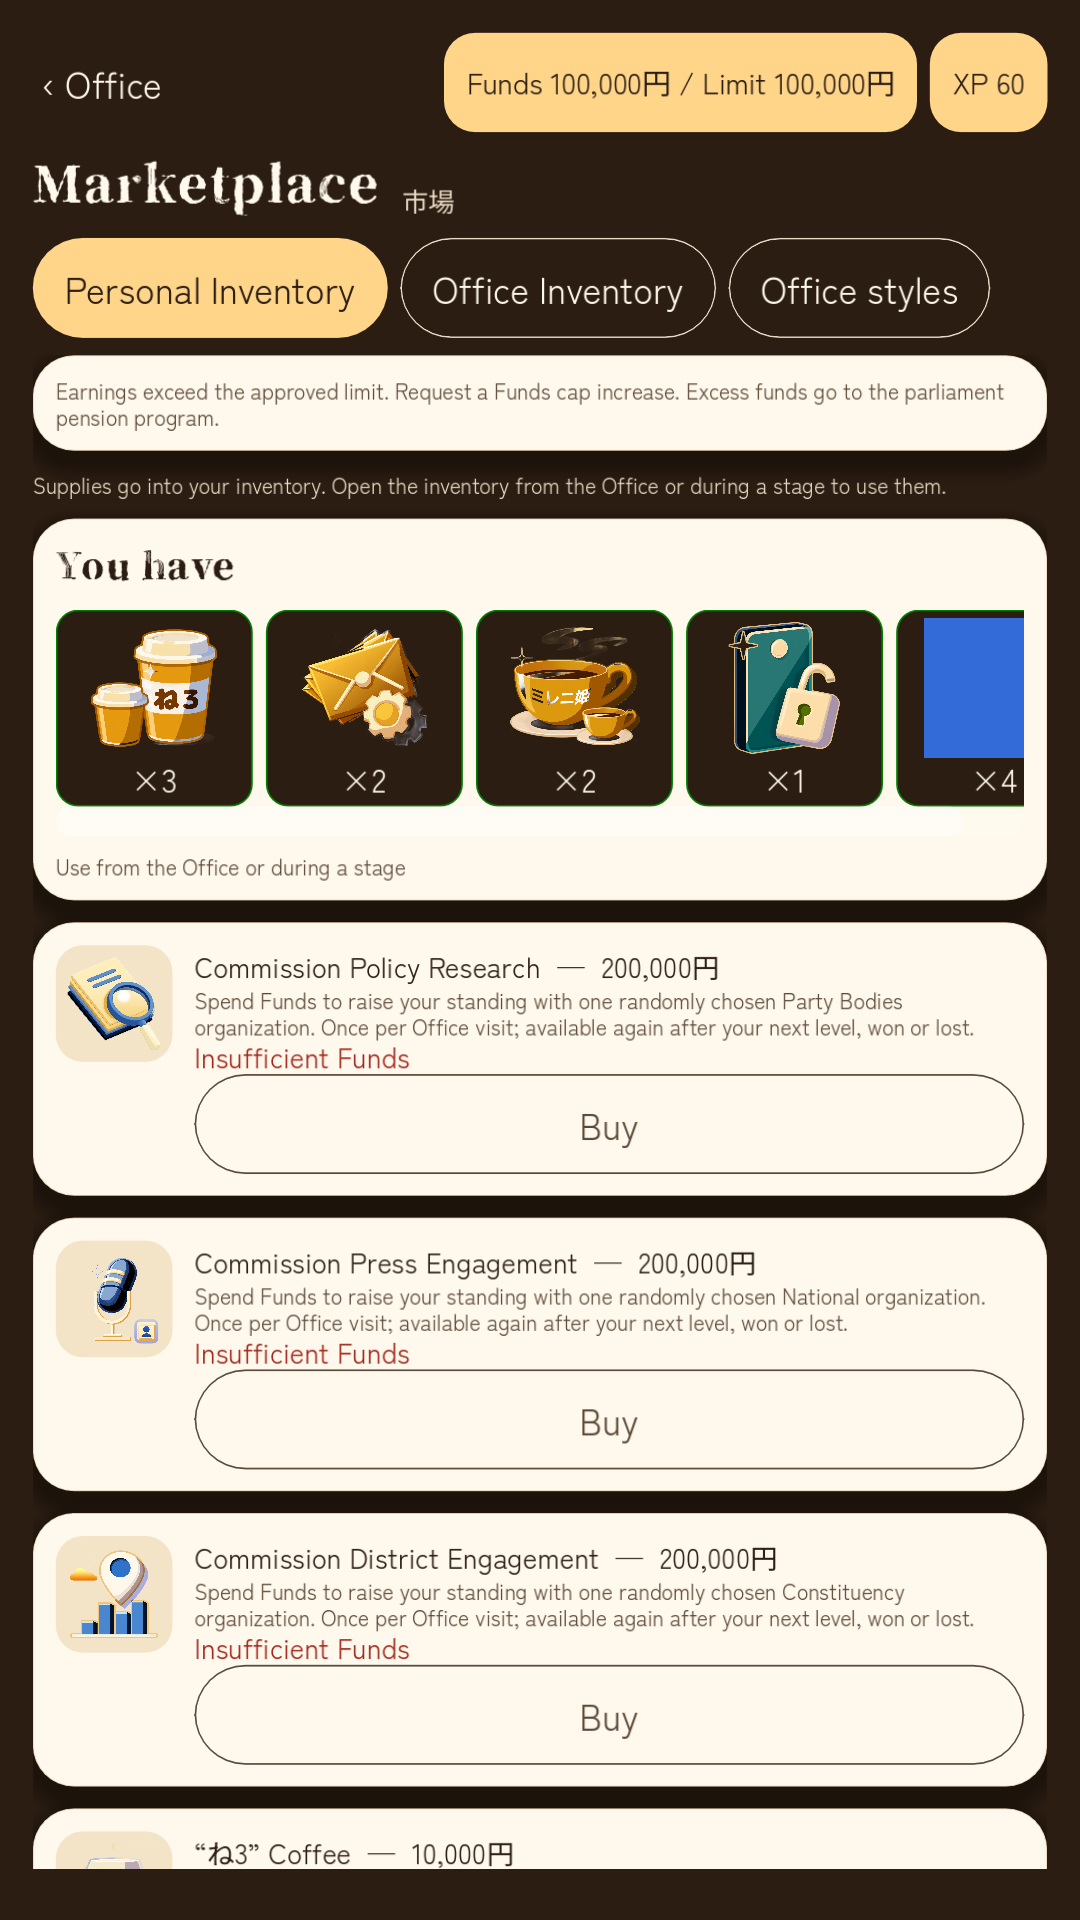 ‹ Office
Funds 100,000円 / Limit 100,000円
XP 60
Marketplace 市場
Personal Inventory
Office Inventory
Office styles
Earnings exceed the approved limit. Request a Funds cap increase. Excess funds go to the parliament
pension program.
Supplies go into your inventory. Open the inventory from the Office or during a stage to use them.
You have
ね3
ミレニ姫
×3
×2
×2
×1
×4
Use from the Office or during a stage
Commission Policy Research — 200,000円
Spend Funds to raise your standing with one randomly chosen Party Bodies
organization. Once per Office visit; available again after your next level, won or lost.
Insufficient Funds
Buy
Commission Press Engagement — 200,000円
Spend Funds to raise your standing with one randomly chosen National organization.
Once per Office visit; available again after your next level, won or lost.
Insufficient Funds
Buy
Commission District Engagement — 200,000円
Spend Funds to raise your standing with one randomly chosen Constituency
organization. Once per Office visit; available again after your next level, won or lost.
Insufficient Funds
Buy
“ね3” Coffee — 10,000円